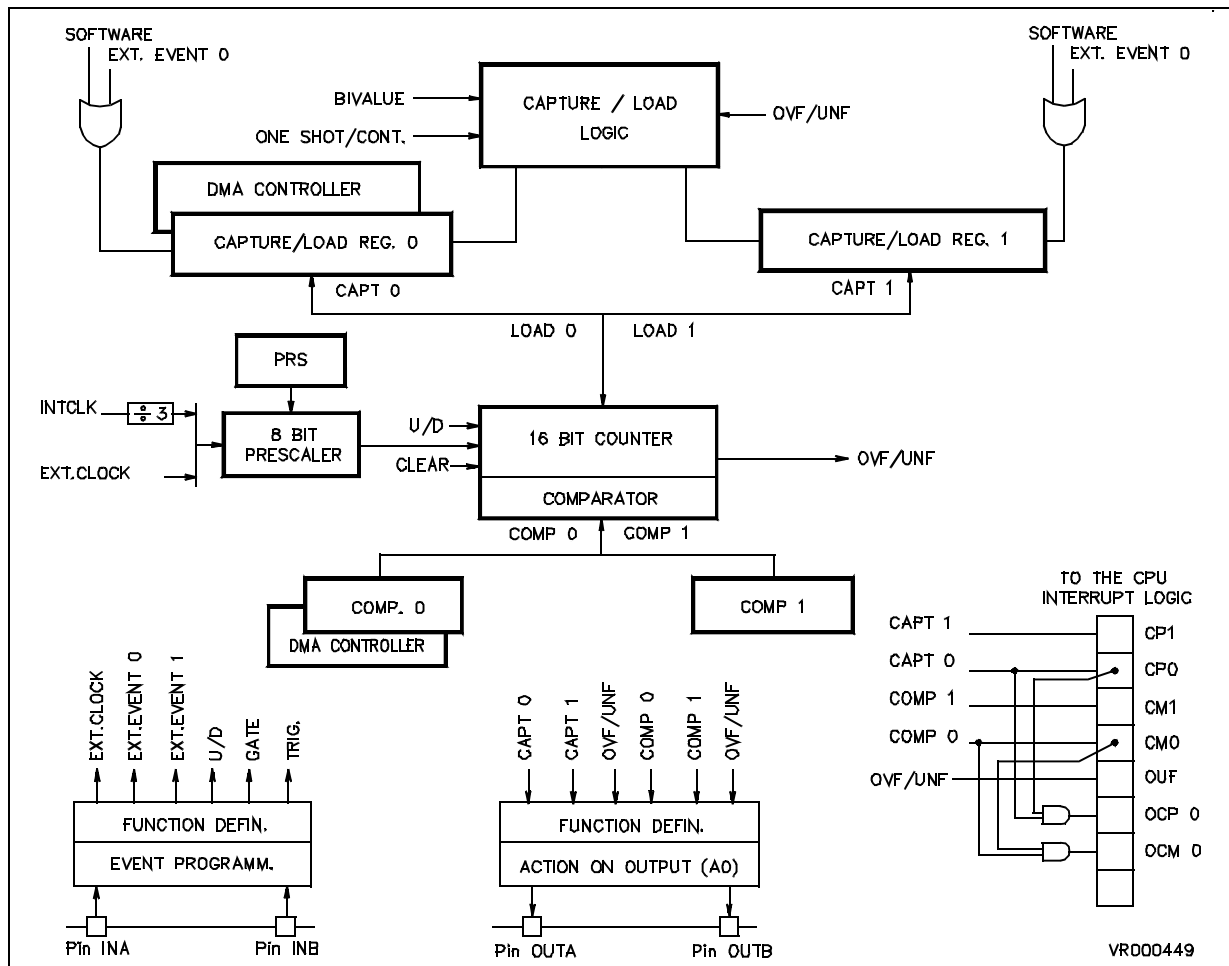 SOFTWARE
EXT. EVENT 0
SOFTWARE
EXT. EVENT 0
BIVALUE
ONE SHOT/CONT.
CAPTURE / LOAD
LOGIC
OVF/UNF
DMA CONTROLLER
CAPTURE/LOAD REG. 0
CAPTURE/LOAD REG. 1
CAPT 0
CAPT 1
LOAD 0
LOAD 1
PRS
INTCLK
÷ 3
8 BIT
PRESCALER
EXT.CLOCK
U/D
CLEAR
16 BIT COUNTER
COMPARATOR
OVF/UNF
COMP 0
COMP 1
COMP. 0
DMA CONTROLLER
COMP 1
TO THE CPU
INTERRUPT LOGIC
CAPT 1
CP1
CAPT 0
CP0
COMP 1
CM1
COMP 0
CM0
OVF/UNF
OUF
OCP 0
OCM 0
EXT.CLOCK
EXT.EVENT 0
EXT.EVENT 1
U/D
GATE
TRIG.
FUNCTION DEFIN.
EVENT PROGRAMM.
Pin INA
Pin INB
CAPT 0
CAPT 1
OVF/UNF
COMP 0
COMP 1
OVF/UNF
FUNCTION DEFIN.
ACTION ON OUTPUT (AO)
Pin OUTA
Pin OUTB
VR000449